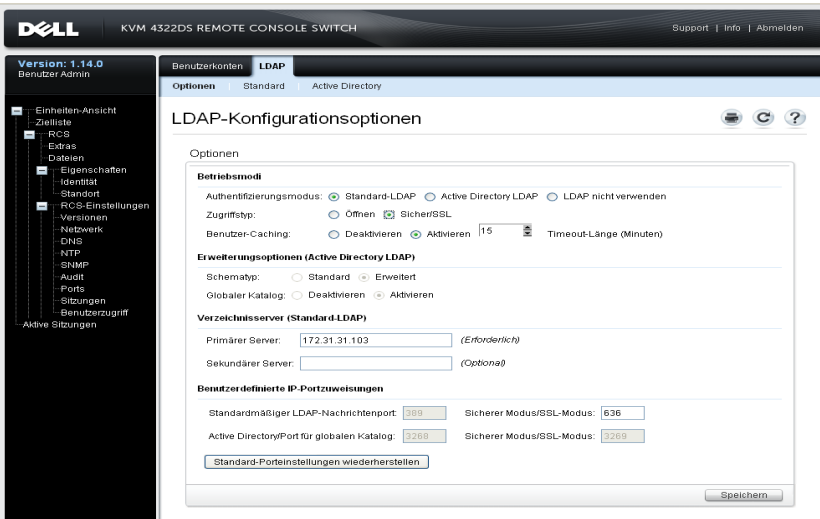 DELL KVM 4322DS REMOTE CONSOLE SWITCH Support | Info | Abmelden
Version: 1.14.0
Benutzer Admin
Benutzerkonten LDAP
Optionen Standard Active Directory
Einheiten-Ansicht
Zielliste
RCS
Extras
Dateien
Eigenschaften
Identität
Standort
RCS-Einstellungen
Versionen
Netzwerk
DNS
NTP
SNMP
Audit
Ports
Sitzungen
Benutzerzugriff
Aktive Sitzungen
LDAP-Konfigurationsoptionen
Optionen
Betriebsmodi
Authentifizierungsmodus: Standard-LDAP Active Directory LDAP LDAP nicht verwenden
Zugriffstyp: Öffnen Sicher/SSL
Benutzer-Caching: Deaktivieren Aktivieren 15 Timeout-Länge (Minuten)
Erweiterungsoptionen (Active Directory LDAP)
Schematyp: Standard Erweitert
Globaler Katalog: Deaktivieren Aktivieren
Verzeichnisserver (Standard-LDAP)
Primärer Server: 172.31.31.103 (Erforderlich)
Sekundärer Server: (Optional)
Benutzerdefinierte IP-Portzuweisungen
Standardmäßiger LDAP-Nachrichtenport: 389 Sicherer Modus/SSL-Modus: 636
Active Directory/Port für globalen Katalog: 3268 Sicherer Modus/SSL-Modus: 3269
Standard-Porteinstellungen wiederherstellen
Speichern